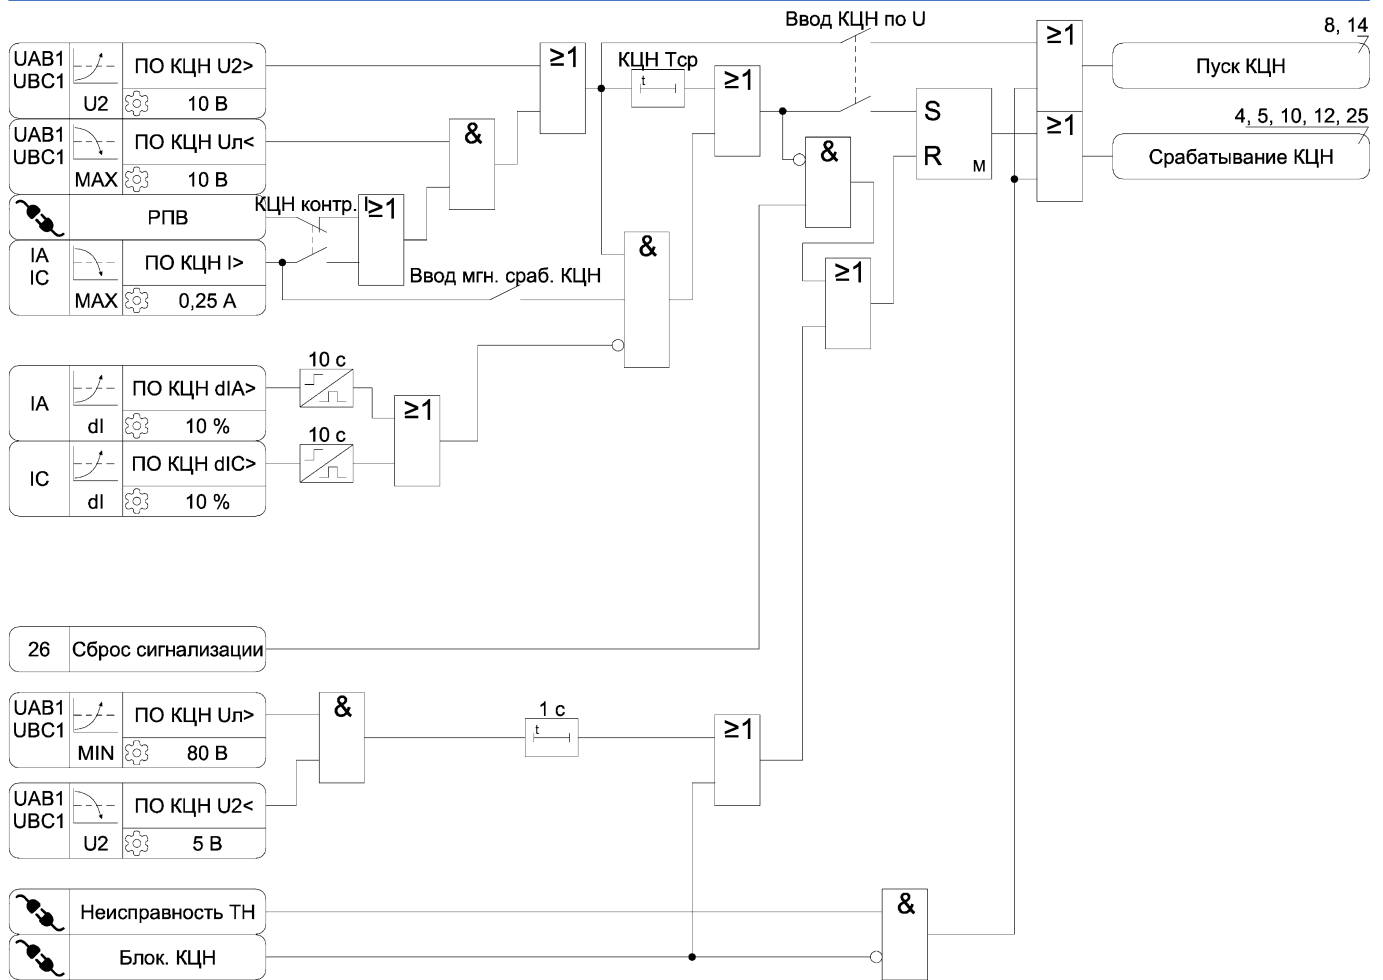 Ввод КЦН по U
≥1
8, 14
UAB1
UBC1
ПО КЦН U2>
≥1
КЦН Тср
t
≥1
Пуск КЦН
U2
10 В
S
R
М
≥1
4, 5, 10, 12, 25
UAB1
UBC1
ПО КЦН Uл<
&
&
Срабатывание КЦН
MAX
10 В
РПВ
КЦН контр. I
≥1
IA
IC
ПО КЦН I>
&
≥1
Ввод мгн. сраб. КЦН
MAX
0,25 А
10 с
IA
ПО КЦН dIA>
≥1
dI
10 %
10 с
IC
ПО КЦН dIC>
dI
10 %
26
Сброс сигнализации
UAB1
UBC1
ПО КЦН Uл>
&
1 с
t
≥1
MIN
80 В
UAB1
UBC1
ПО КЦН U2<
U2
5 В
Неисправность ТН
&
Блок. КЦН